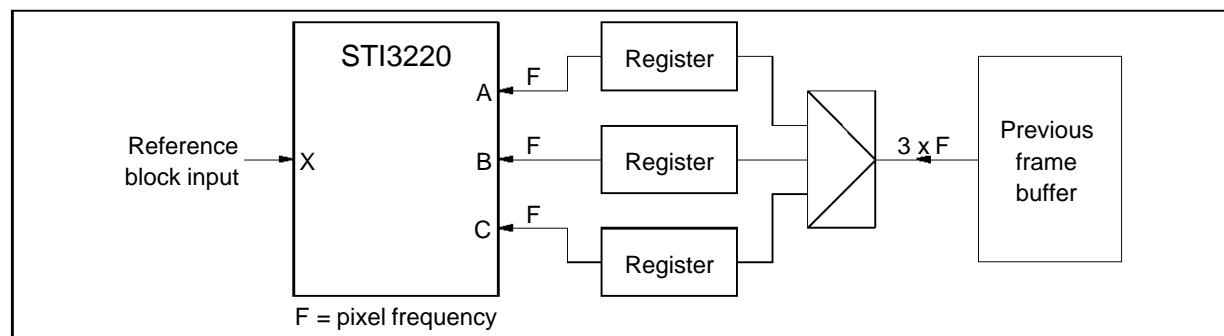 STI3220
Reference
block input
X
A
B
C
F
F
F
Register
Register
Register
3 x F
Previous
frame
buffer
F = pixel frequency